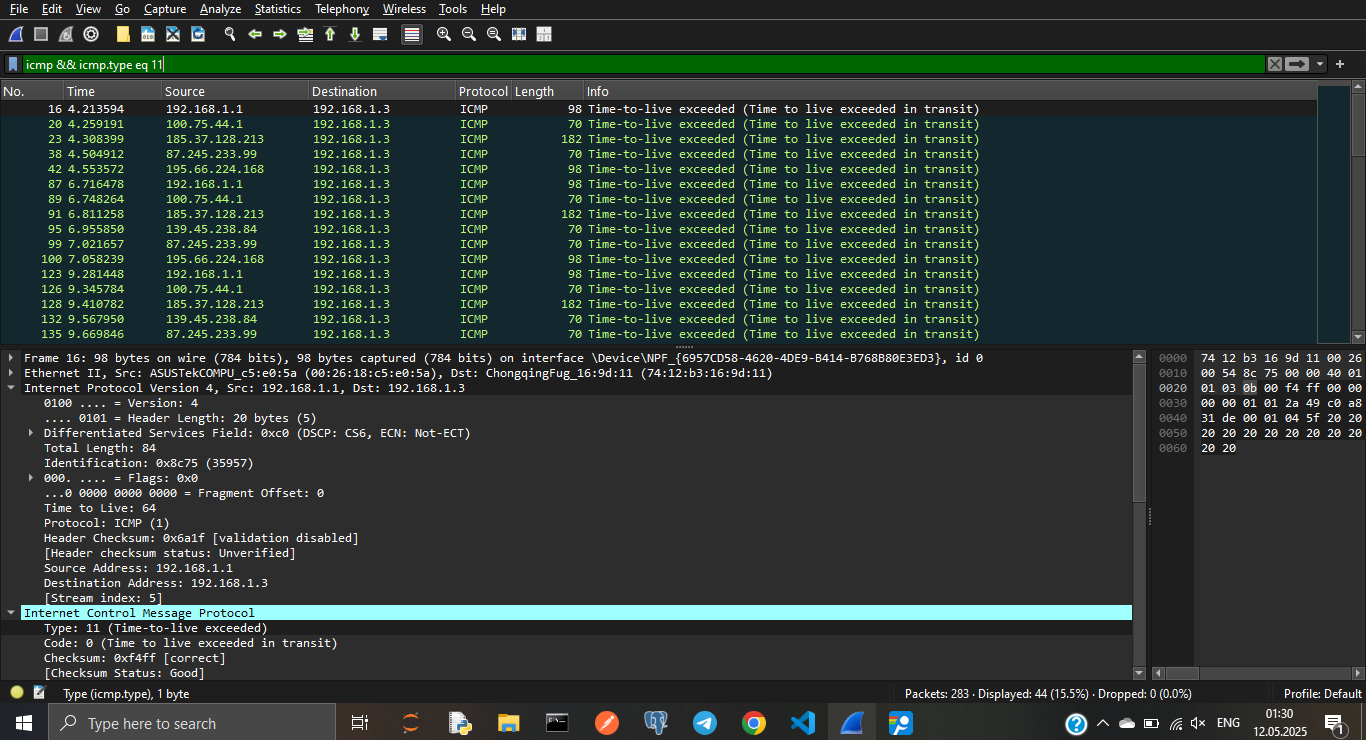 File Edit View Go Capture Analyze Statistics Telephony Wireless Tools Help
icmp && icmp.type eq 11
No. Time Source Destination Protocol Length Info
16 4.213594 192.168.1.1 192.168.1.3 ICMP 98 Time-to-live exceeded (Time to live exceeded in transit)
20 4.259191 100.75.44.1 192.168.1.3 ICMP 70 Time-to-live exceeded (Time to live exceeded in transit)
23 4.308399 185.37.128.213 192.168.1.3 ICMP 182 Time-to-live exceeded (Time to live exceeded in transit)
38 4.504912 87.245.233.99 192.168.1.3 ICMP 70 Time-to-live exceeded (Time to live exceeded in transit)
42 4.553572 195.66.224.168 192.168.1.3 ICMP 98 Time-to-live exceeded (Time to live exceeded in transit)
87 6.716478 192.168.1.1 192.168.1.3 ICMP 98 Time-to-live exceeded (Time to live exceeded in transit)
89 6.748264 100.75.44.1 192.168.1.3 ICMP 70 Time-to-live exceeded (Time to live exceeded in transit)
91 6.811258 185.37.128.213 192.168.1.3 ICMP 182 Time-to-live exceeded (Time to live exceeded in transit)
95 6.955850 139.45.238.84 192.168.1.3 ICMP 70 Time-to-live exceeded (Time to live exceeded in transit)
99 7.021657 87.245.233.99 192.168.1.3 ICMP 70 Time-to-live exceeded (Time to live exceeded in transit)
100 7.058239 195.66.224.168 192.168.1.3 ICMP 98 Time-to-live exceeded (Time to live exceeded in transit)
123 9.281448 192.168.1.1 192.168.1.3 ICMP 98 Time-to-live exceeded (Time to live exceeded in transit)
126 9.345784 100.75.44.1 192.168.1.3 ICMP 70 Time-to-live exceeded (Time to live exceeded in transit)
128 9.410782 185.37.128.213 192.168.1.3 ICMP 182 Time-to-live exceeded (Time to live exceeded in transit)
132 9.567950 139.45.238.84 192.168.1.3 ICMP 70 Time-to-live exceeded (Time to live exceeded in transit)
135 9.669846 87.245.233.99 192.168.1.3 ICMP 70 Time-to-live exceeded (Time to live exceeded in transit)
Frame 16: 98 bytes on wire (784 bits), 98 bytes captured (784 bits) on interface \Device\NPF_{6957CD58-4620-4DE9-B414-B768B80E3ED3}, id 0
Ethernet II, Src: ASUSTekCOMPU_c5:e0:5a (00:26:18:c5:e0:5a), Dst: ChongqingFug_16:9d:11 (74:12:b3:16:9d:11)
Internet Protocol Version 4, Src: 192.168.1.1, Dst: 192.168.1.3
0100 .... = Version: 4
.... 0101 = Header Length: 20 bytes (5)
Differentiated Services Field: 0xc0 (DSCP: CS6, ECN: Not-ECT)
Total Length: 84
Identification: 0x8c75 (35957)
000. .... = Flags: 0x0
...0 0000 0000 0000 = Fragment Offset: 0
Time to Live: 64
Protocol: ICMP (1)
Header Checksum: 0x6a1f [validation disabled]
[Header checksum status: Unverified]
Source Address: 192.168.1.1
Destination Address: 192.168.1.3
[Stream index: 5]
Internet Control Message Protocol
Type: 11 (Time-to-live exceeded)
Code: 0 (Time to live exceeded in transit)
Checksum: 0xf4ff [correct]
[Checksum Status: Good]
0000 74 12 b3 16 9d 11 00 26
0010 00 54 8c 75 00 00 40 01
0020 01 03 0b 00 f4 ff 00 00
0030 00 00 01 01 2a 49 c0 a8
0040 31 de 00 01 04 5f 20 20
0050 20 20 20 20 20 20 20 20
0060 20 20
Type (icmp.type), 1 byte
Packets: 283 · Displayed: 44 (15.5%) · Dropped: 0 (0.0%)
Profile: Default
Type here to search
ENG
01:30
12.05.2025
1